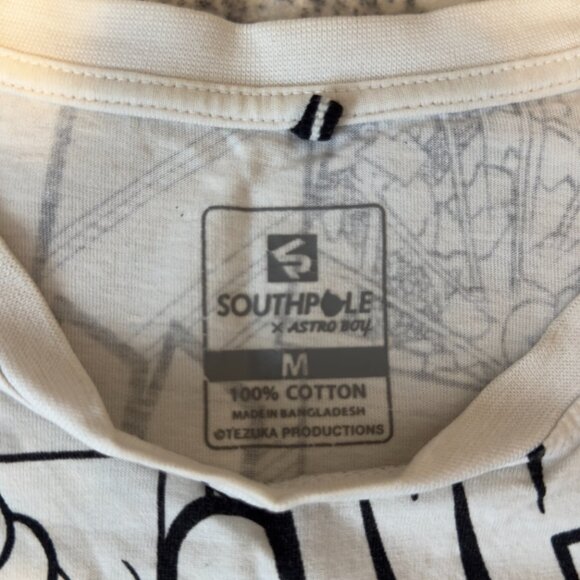 SOUTHPOLE
X ASTRO BOY
M
100% COTTON
MADE IN BANGLADESH
©TEZUKA PRODUCTIONS